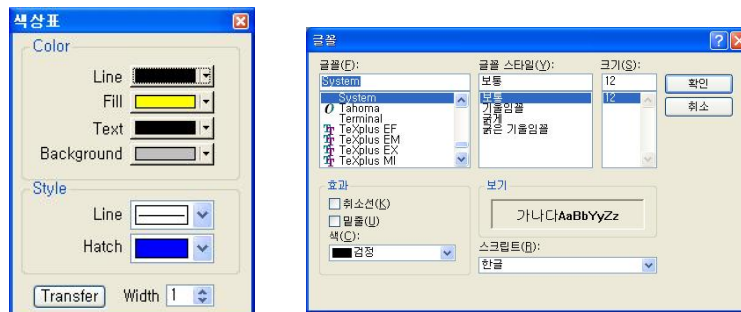 색상표
Color
Line
Fill
Text
Background
Style
Line
Hatch
Transfer Width 1
글꼴
글꼴(F): 글꼴 스타일(Y): 크기(S):
System 보통 12 확인
System 보통 12 취소
Tahoma 기울임꼴
Terminal 굵게
TeXplus EF 굵은 기울임꼴
TeXplus EM
TeXplus EX
TeXplus MI
효과 보기
취소선(K)
밑줄(U) 가나다AaBbYyZz
색(C):
검정 스크립트(R):
한글